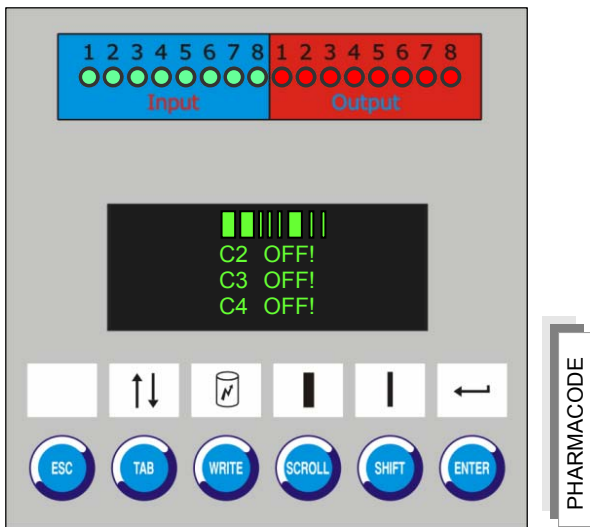 1 2 3 4 5 6 7 8 1 2 3 4 5 6 7 8
Input Output
C2 OFF!
C3 OFF!
C4 OFF!
ESC TAB WRITE SCROLL SHIFT ENTER
PHARMACODE